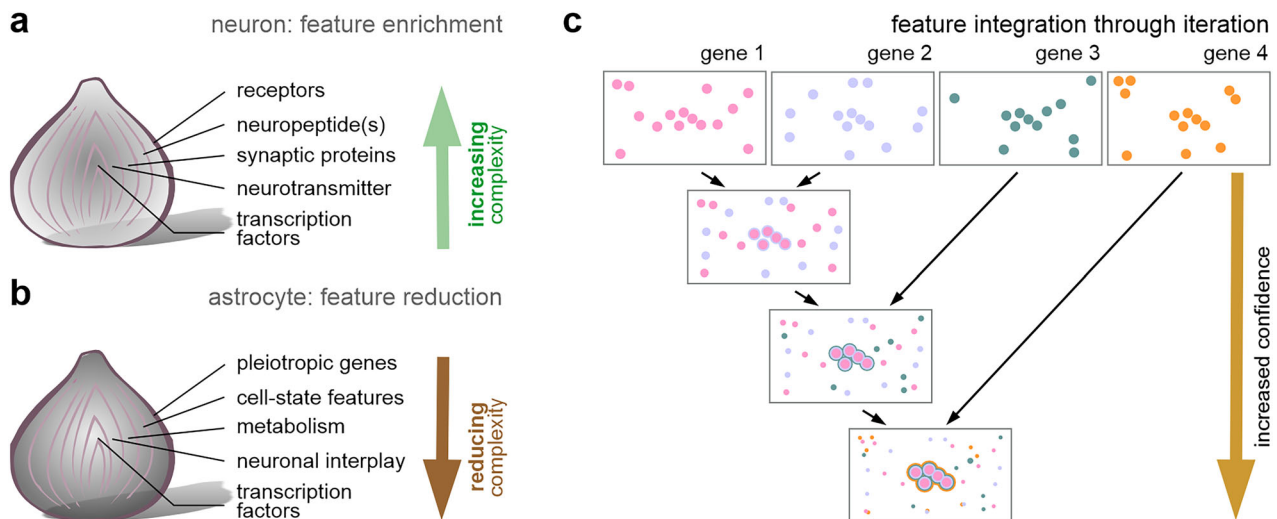 a
neuron: feature enrichment
receptors
neuropeptide(s)
synaptic proteins
neurotransmitter
transcription
factors
increasing
complexity
b
astrocyte: feature reduction
pleiotropic genes
cell-state features
metabolism
neuronal interplay
transcription
factors
reducing
complexity
c
feature integration through iteration
gene 1
gene 2
gene 3
gene 4
increased confidence